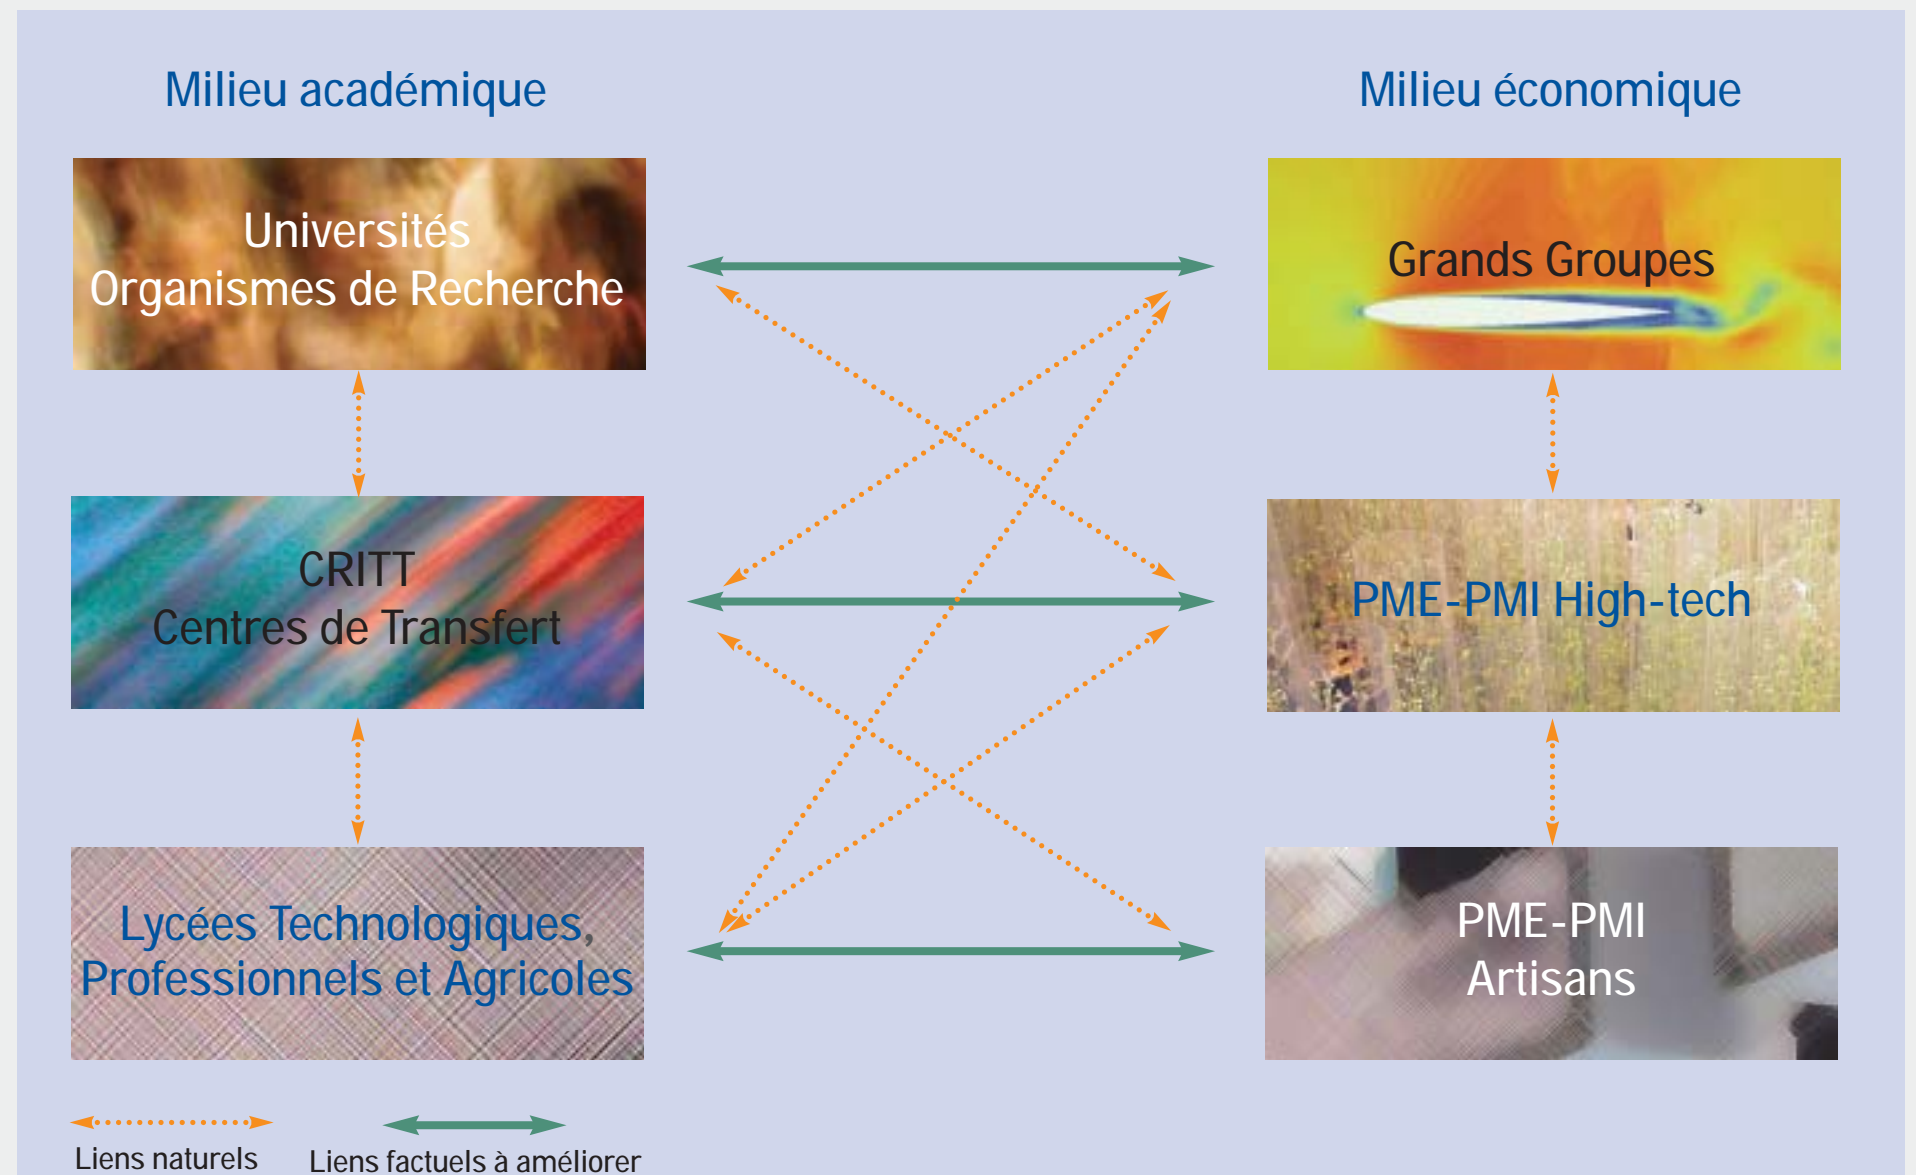 Milieu académique
Milieu économique
Universités
Organismes de Recherche
Grands Groupes
CRITT
Centres de Transfert
PME-PMI High-tech
Lycées Technologiques,
Professionnels et Agricoles
PME-PMI
Artisans
Liens naturels
Liens factuels à améliorer